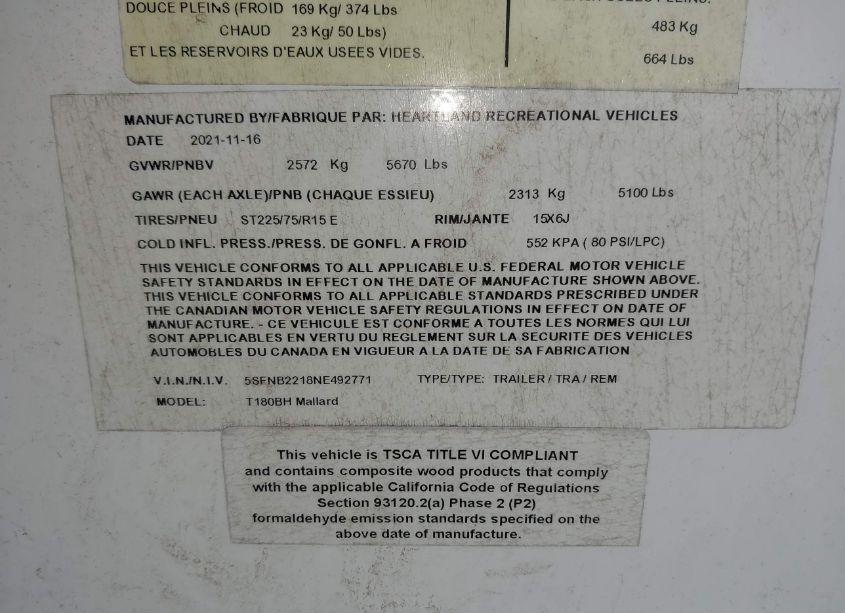 DOUCE PLEINS (FROID 169 Kg/ 374 Lbs
CHAUD 23 Kg/ 50 Lbs)
ET LES RESERVOIRS D'EAUX USEES VIDES.
483 Kg
664 Lbs
MANUFACTURED BY/FABRIQUE PAR: HEARTLAND RECREATIONAL VEHICLES
DATE 2021-11-16
GVWR/PNBV 2572 Kg 5670 Lbs
GAWR (EACH AXLE)/PNB (CHAQUE ESSIEU) 2313 Kg 5100 Lbs
TIRES/PNEU ST225/75/R15 E RIM/JANTE 15X6J
COLD INFL. PRESS./PRESS. DE GONFL. A FROID 552 KPA ( 80 PSI/LPC)
THIS VEHICLE CONFORMS TO ALL APPLICABLE U.S. FEDERAL MOTOR VEHICLE
SAFETY STANDARDS IN EFFECT ON THE DATE OF MANUFACTURE SHOWN ABOVE.
THIS VEHICLE CONFORMS TO ALL APPLICABLE STANDARDS PRESCRIBED UNDER
THE CANADIAN MOTOR VEHICLE SAFETY REGULATIONS IN EFFECT ON DATE OF
MANUFACTURE. - CE VEHICULE EST CONFORME A TOUTES LES NORMES QUI LUI
SONT APPLICABLES EN VERTU DU REGLEMENT SUR LA SECURITE DES VEHICLES
AUTOMOBLES DU CANADA EN VIGUEUR A LA DATE DE SA FABRICATION
V.I.N./N.I.V. 5SFNB2218NE492771 TYPE/TYPE: TRAILER / TRA / REM
MODEL: T180BH Mallard
This vehicle is TSCA TITLE VI COMPLIANT
and contains composite wood products that comply
with the applicable California Code of Regulations
Section 93120.2(a) Phase 2 (P2)
formaldehyde emission standards specified on the
above date of manufacture.